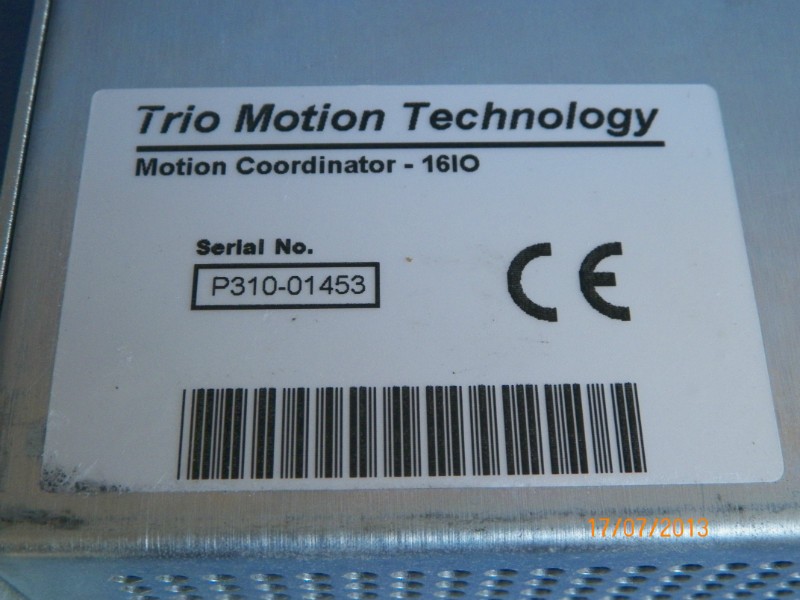 Trio Motion Technology
Motion Coordinator - 16IO
Serial No.
P310-01453
CE
17/07/2013